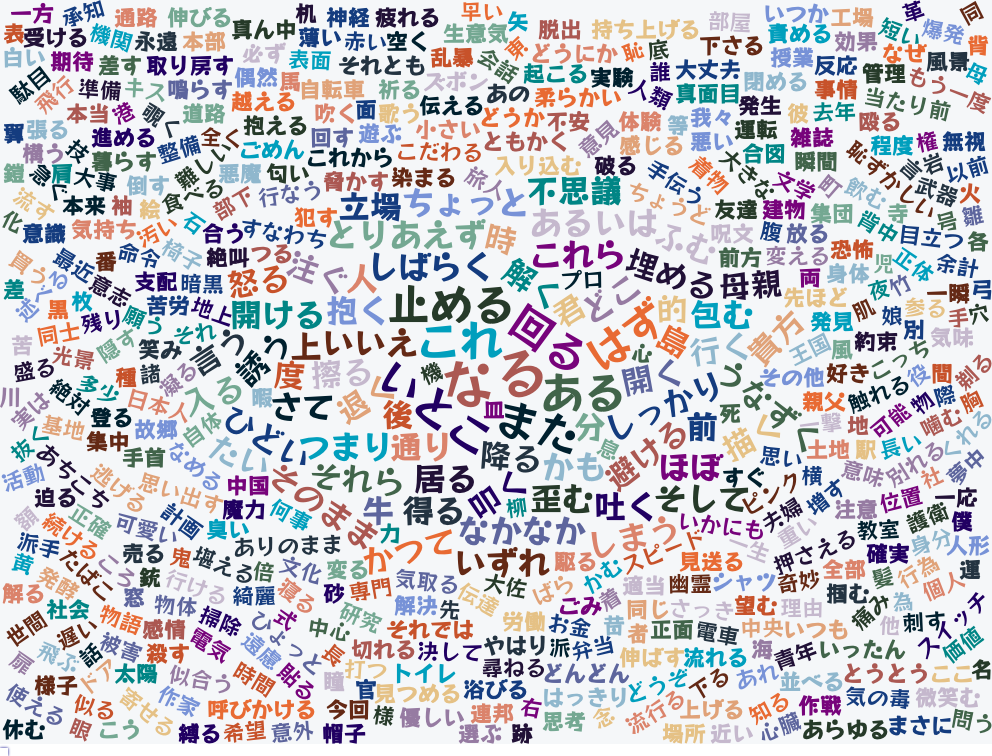 一方 承知 通路 伸びる 真ん中 机 神経 疲れる 早い 矢 脱出 持ち上げる 部屋 いつか 工場 革 爆発 同
表 受ける 機関 永遠 本部 必ず 薄い 赤い 空く 生意気 車 どうにか 恥 底 下さる 責める 効果 短い なぜ 背
白い 期待 差す 取り戻す 偶然 表面 それとも 乱暴 会話 起こる 実験 誰 大丈夫 授業 反応 管理 風景 母
駄目 飛行 準備 キス 鳴らす 馬 自転車 祈る ズボン あの 柔らかい 人類 真面目 閉める 事情 もう一度
本当 港 覗く 道路 越える 吹く 面 歌う 伝える どうか 不安 体験 等 我々 発生 彼 去年 当たり前
翼 張る 進める 整備 全く 抱える 回す 遊ぶ 小さい ともかく 意見 感じる 悪い 運転 雑誌 殴る 程度 権 無視
横う 技 暮らす 難しい ごめん これから こだわる 入り込む 破る 着物 大きな 合図 瞬間 恥ずかしい 言 岩 以前
鎧 急ぐ 肩 大事 倒す 食べる 悪魔 匂い 脅かす 染まる 旅人 不思議 手伝う 文学 町 飲む 武器 火
流す 本来 袖 絵 部下 行なう 犯す 立場 ちょっと ちょうど 友達 建物 集団 寺 号 雛
化 意識 気持ち 汚い 石 合う すなわち とりあえず 時 あるいは ふむ 呪文 腹 放る 背中 目立つ 各
買う 最近 番 命令 椅子 絶叫 つる 注ぐ 人 しばらく 解く これら 埋める 前方 変える 恐怖 児 正体 余計
差 述べる 意志 支配 暗黒 怒る プロ 母親 両 身体 夜 竹 一瞬 弓
黒 枚 苦労 地上 開ける 抱く 止める 君 どこ 的 包む 先ほど 発見 肌 娘 参る 手 穴
同士 残り 願う それ 言う 誘う 上 いいえ これ 回る はず 島 行く 貴方 王国 風 約束 別 気味
苦 光景 隠す 笑み 度 擦る い 機 なる ある 心 開く うなずく その他 好き こっち 役 間 剃る
盛る 種 諸 凝る 入る 暇 さて 退く 後 とこ 皿 また 分 しっかり 前 死 親父 触れる 物 際
川 実は 絶対 多少 登る 日本人 自体 ひどい つまり 通り 降る かも 息 避ける 描く 一撃 地 可能 噛む 胸
抜く 基地 集中 故郷 たい それら 居る 叩く ほぼ すぐ 思い 土地 駅 長い くれる
活動 あちこち 手首 なめる 中国 そのまま 牛 得る 柳 歪む 吐く そして ピンク 横 意味 別れる 社 夢中
迫る 逃げる 思い出す 魔力 何事 力 なかなか しまう いかにも 夫婦 増す 注意 位置 一応
続ける 正確 可愛い 計画 臭い ありのまま かつて いずれ 一生 重い 教室 護衛 僕
派手 たばこ ころ 売る 鬼 堪える 倍 文化 変る 駆る スピード 見送る 押さえる 確実 身分 人形
黄 発酵 窓 銃 行ける 綺麗 寝る 砂 専門 気取る 大佐 ばら かむ 適当 幽霊 シャツ 奇妙 全部 髪 行為 個人 運
解る 社会 物語 物体 掃除 式 研究 解決 先 伝達 ごみ 着 同じ さっき 望む 理由 掴む 痛み 為
世間 遅い 感情 電気 ひょっと 中心 それでは 労働 お金 昔 者 正面 電車 中央 いつも 他 刺す スイッチ
扉 飛ぶ 話 被害 殺す 遠慮 長 切れる 決して やはり 派 弁当 伸ばす 流れる 海 青年 いったん 価値
様子 太陽 似合う 時間 貼る 瞳 打つ トイレ 尋ねる どんどん どうぞ 下る あれ 並べる とうとう ここ 名
使える 似る 寄せる 作家 呼びかける 今回 官 見つめる 浴びる 右 はっきり 流行る 上げる 知る 作戦 気の毒 微笑む
休む 眼 こう 縛る 希望 意外 帽子 様 優しい 連邦 選ぶ 跡 思考 念 場所 近い 心臓 あらゆる まさに 問う